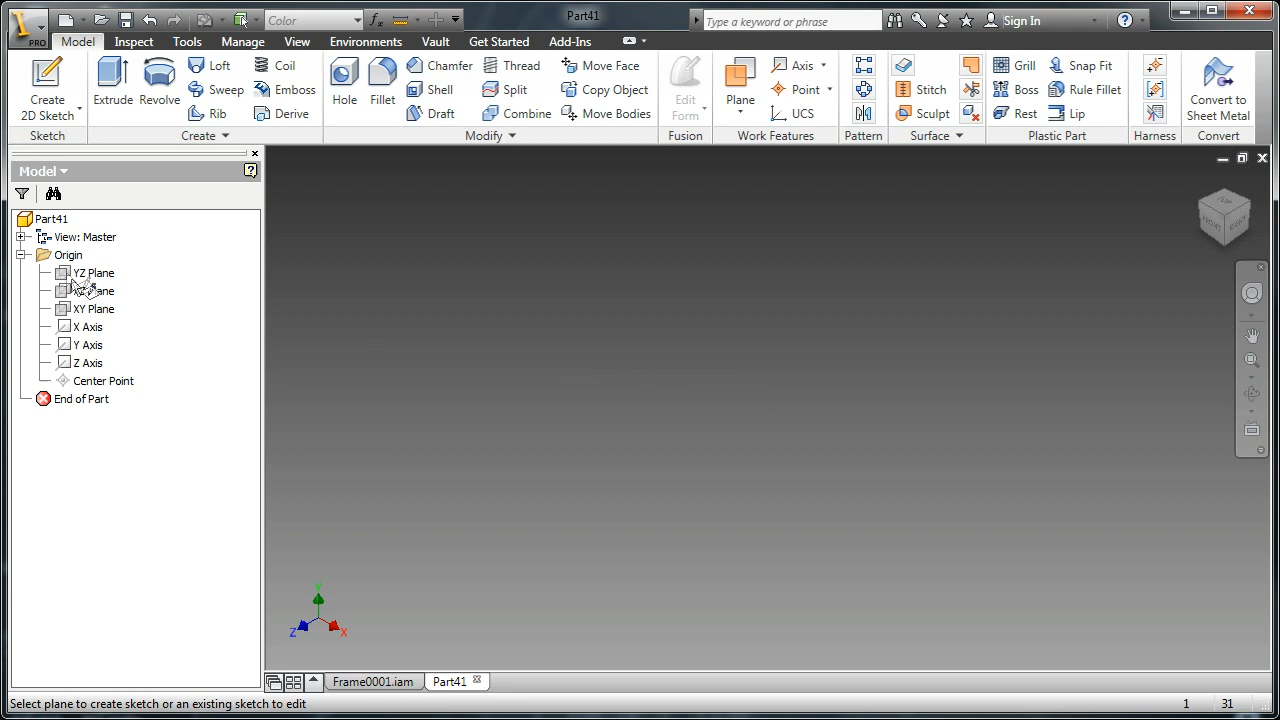 PRO
Color
Part41
Type a keyword or phrase
Sign In
Model
Inspect
Tools
Manage
View
Environments
Vault
Get Started
Add-Ins
Create
2D Sketch
Sketch
Extrude
Revolve
Loft
Sweep
Rib
Coil
Emboss
Derive
Create
Hole
Fillet
Chamfer
Shell
Draft
Thread
Split
Combine
Move Face
Copy Object
Move Bodies
Modify
Edit
Form
Fusion
Plane
Axis
Point
UCS
Work Features
Pattern
Stitch
Sculpt
Surface
Grill
Boss
Rest
Snap Fit
Rule Fillet
Lip
Plastic Part
Harness
Convert to
Sheet Metal
Convert
Model
Part41
View: Master
Origin
YZ Plane
XY Plane
X Axis
Y Axis
Z Axis
Center Point
End of Part
TOP
FRONT
RIGHT
Y
Z
X
Frame0001.iam
Part41
Select plane to create sketch or an existing sketch to edit
1
31